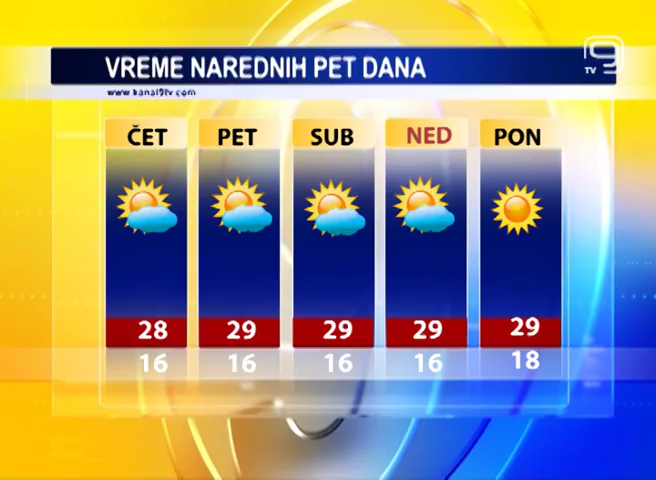 VREME NAREDNIH PET DANA
9
TV
www.kanal9tv.com
ČET PET SUB NED PON
28 29 29 29 29
16 16 16 16 18